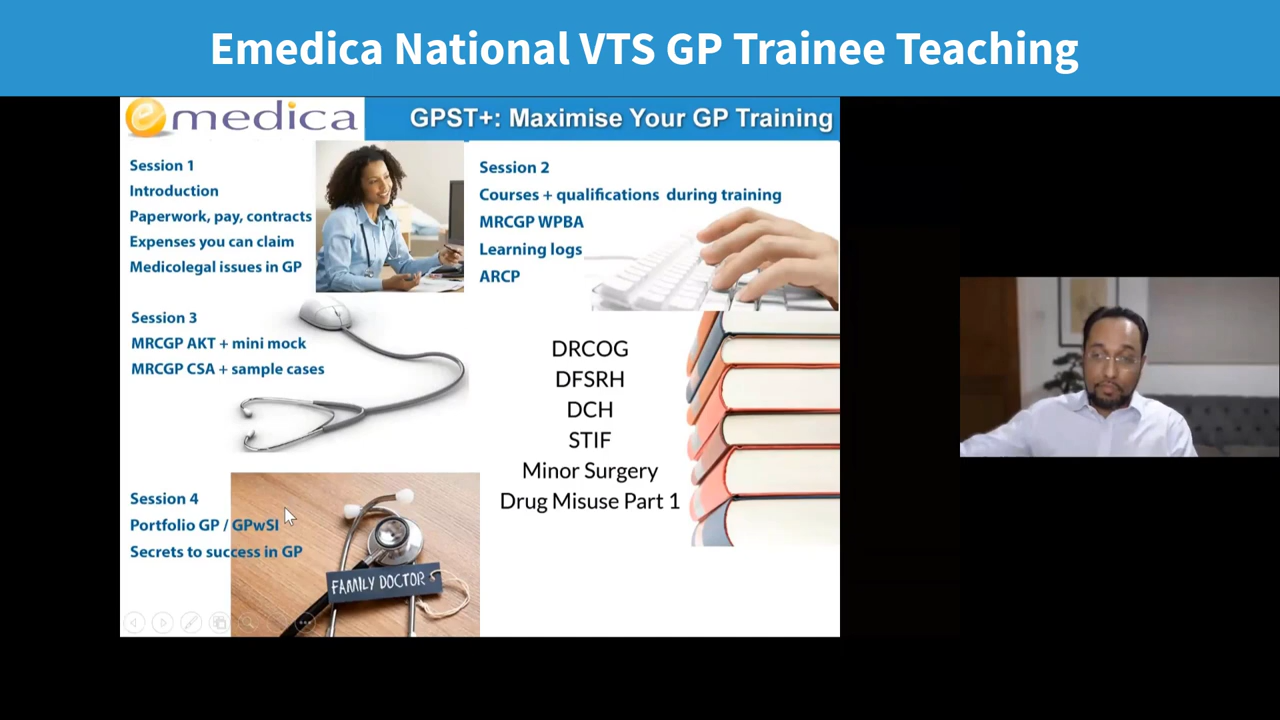 Emedica National VTS GP Trainee Teaching
emedica
GPST+: Maximise Your GP Training
Session 1
Introduction
Paperwork, pay, contracts
Expenses you can claim
Medicolegal issues in GP
Session 2
Courses + qualifications during training
MRCGP WPBA
Learning logs
ARCP
Session 3
MRCGP AKT + mini mock
MRCGP CSA + sample cases
DRCOG
DFSRH
DCH
STIF
Minor Surgery
Drug Misuse Part 1
Session 4
Portfolio GP / GPwSI
Secrets to success in GP
FAMILY DOCTOR